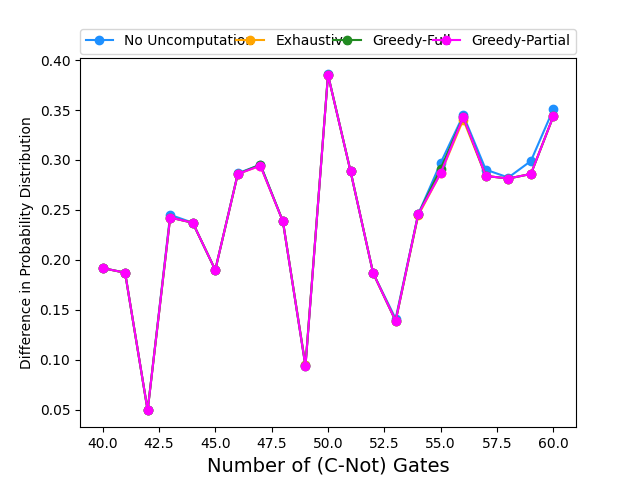 No Uncomputation Exhaustive Greedy-Full Greedy-Partial
0.40
0.35
0.30
0.25
0.20
0.15
0.10
0.05
Difference in Probability Distribution
40.0 42.5 45.0 47.5 50.0 52.5 55.0 57.5 60.0
Number of (C-Not) Gates